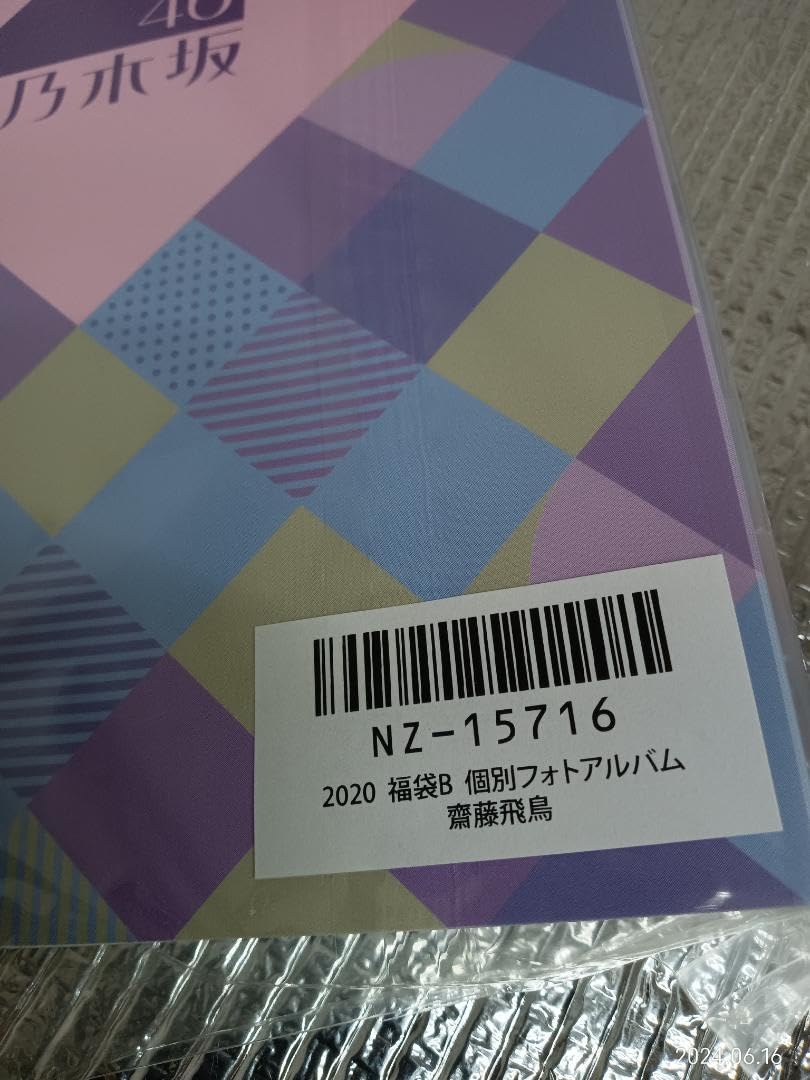 46
乃木坂
NZ-15716
2020 福袋B 個別フォトアルバム
齋藤飛鳥
2024.06.16